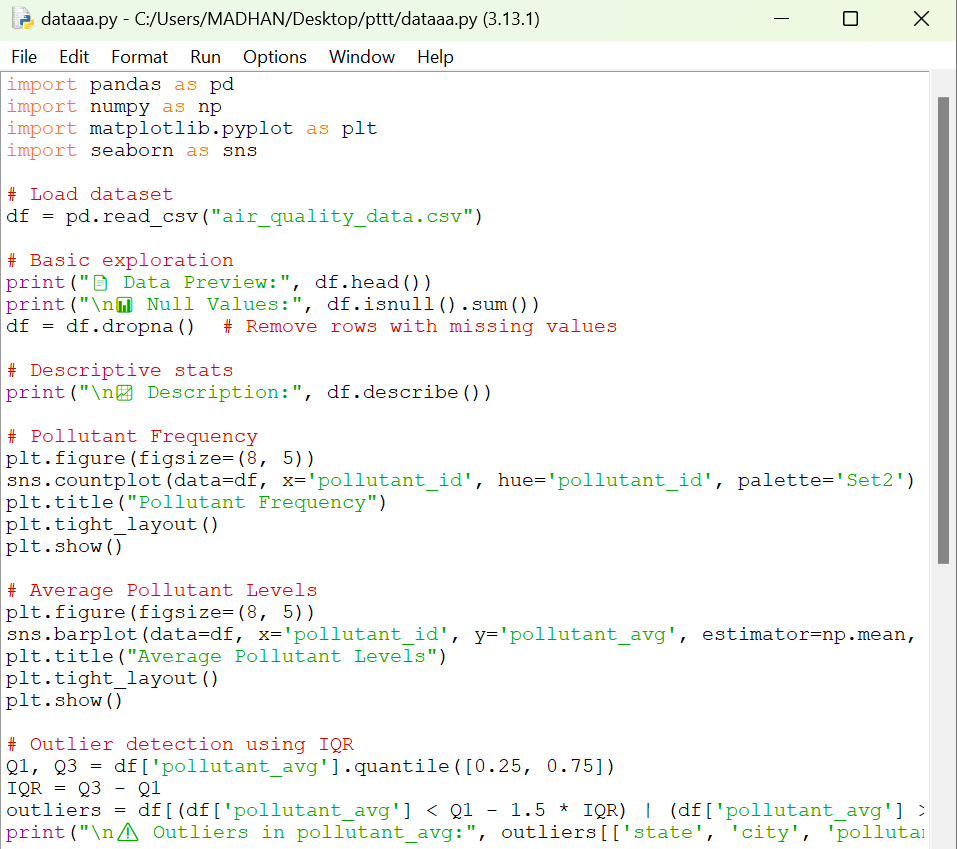 dataaa.py - C:/Users/MADHAN/Desktop/pttt/dataaa.py (3.13.1)
File Edit Format Run Options Window Help
import pandas as pd
import numpy as np
import matplotlib.pyplot as plt
import seaborn as sns
# Load dataset
df = pd.read_csv("air_quality_data.csv")
# Basic exploration
print("📄 Data Preview:", df.head())
print("\n📊 Null Values:", df.isnull().sum())
df = df.dropna()  # Remove rows with missing values
# Descriptive stats
print("\n📈 Description:", df.describe())
# Pollutant Frequency
plt.figure(figsize=(8, 5))
sns.countplot(data=df, x='pollutant_id', hue='pollutant_id', palette='Set2')
plt.title("Pollutant Frequency")
plt.tight_layout()
plt.show()
# Average Pollutant Levels
plt.figure(figsize=(8, 5))
sns.barplot(data=df, x='pollutant_id', y='pollutant_avg', estimator=np.mean,
plt.title("Average Pollutant Levels")
plt.tight_layout()
plt.show()
# Outlier detection using IQR
Q1, Q3 = df['pollutant_avg'].quantile([0.25, 0.75])
IQR = Q3 - Q1
outliers = df[(df['pollutant_avg'] < Q1 - 1.5 * IQR) | (df['pollutant_avg'] >
print("\n⚠ Outliers in pollutant_avg:", outliers[['state', 'city', 'polluta